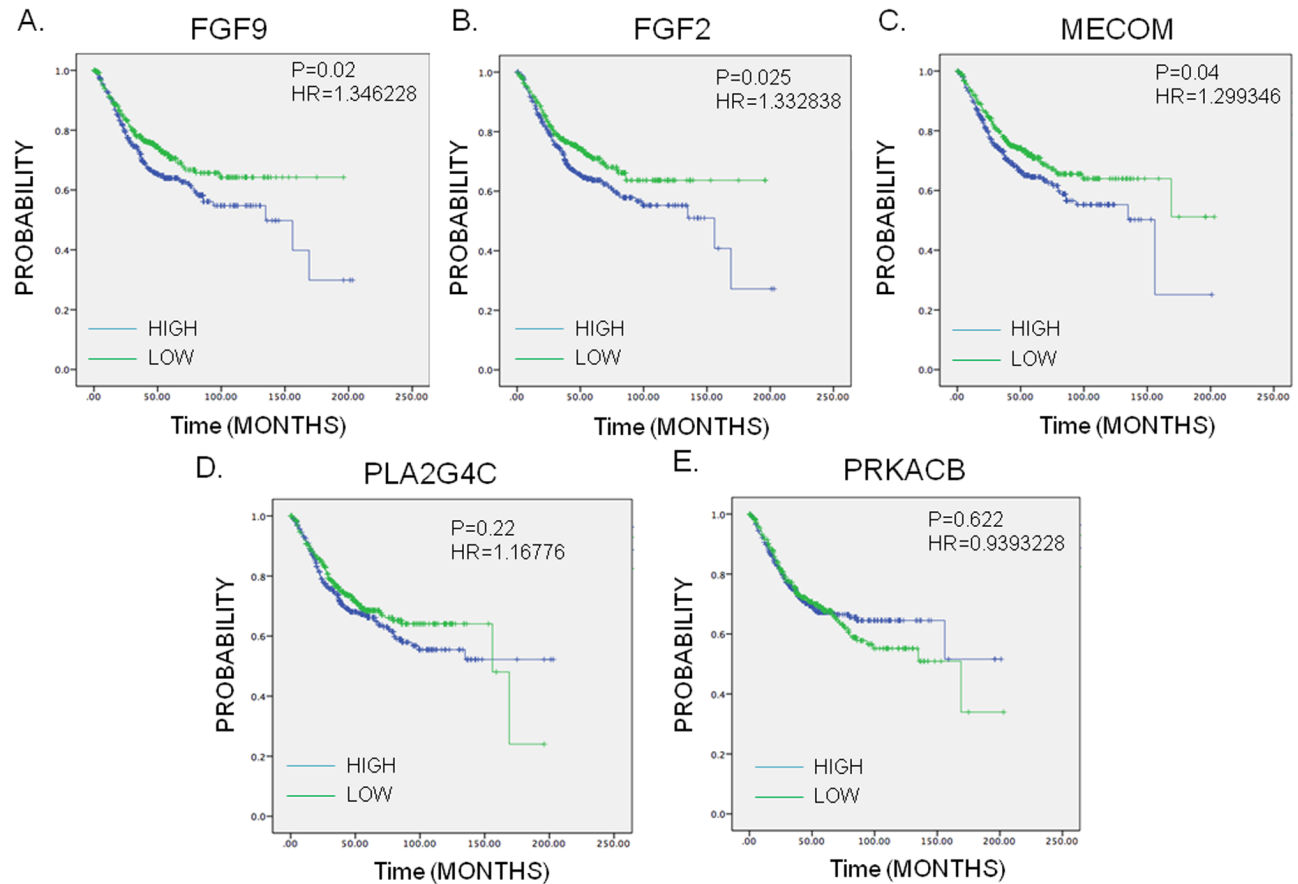 A.
FGF9
P=0.02
HR=1.346228
PROBABILITY
1.0
0.8
0.6
0.4
0.2
0.0
HIGH
LOW
.00 50.00 100.00 150.00 200.00 250.00
Time (MONTHS)
B.
FGF2
P=0.025
HR=1.332838
PROBABILITY
1.0
0.8
0.6
0.4
0.2
0.0
HIGH
LOW
.00 50.00 100.00 150.00 200.00 250.00
Time (MONTHS)
C.
MECOM
P=0.04
HR=1.299346
PROBABILITY
1.0
0.8
0.6
0.4
0.2
0.0
HIGH
LOW
.00 50.00 100.00 150.00 200.00 250.00
Time (MONTHS)
D.
PLA2G4C
P=0.22
HR=1.16776
PROBABILITY
1.0
0.8
0.6
0.4
0.2
0.0
HIGH
LOW
.00 50.00 100.00 150.00 200.00 250.00
Time (MONTHS)
E.
PRKACB
P=0.622
HR=0.9393228
PROBABILITY
1.0
0.8
0.6
0.4
0.2
0.0
HIGH
LOW
.00 50.00 100.00 150.00 200.00 250.00
Time (MONTHS)